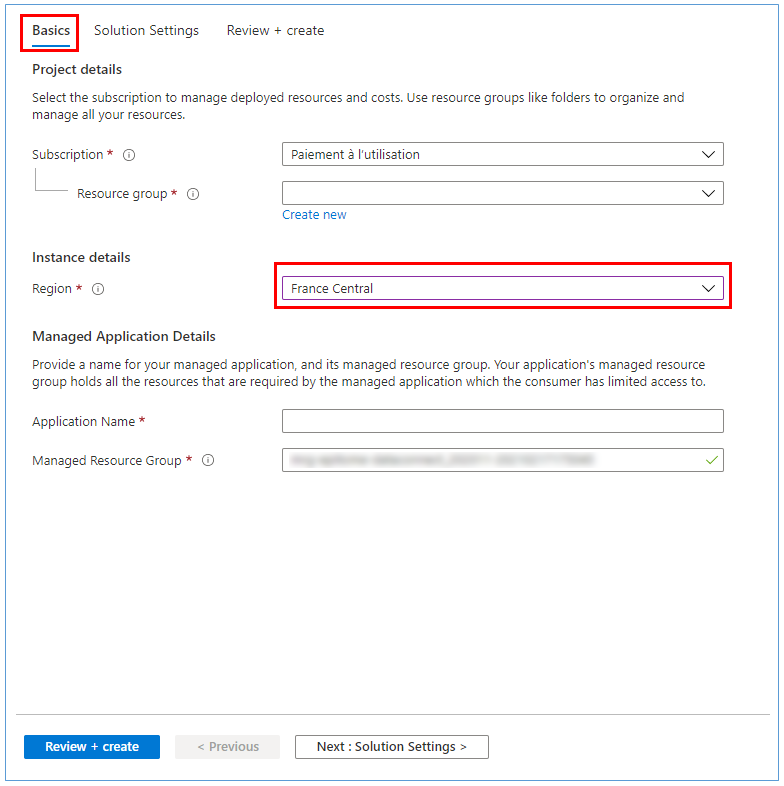 Basics Solution Settings Review + create
Project details
Select the subscription to manage deployed resources and costs. Use resource groups like folders to organize and
manage all your resources.
Subscription * Paiement à l'utilisation
Resource group *
Create new
Instance details
Region * France Central
Managed Application Details
Provide a name for your managed application, and its managed resource group. Your application's managed resource
group holds all the resources that are required by the managed application which the consumer has limited access to.
Application Name *
Managed Resource Group *
Review + create < Previous Next : Solution Settings >